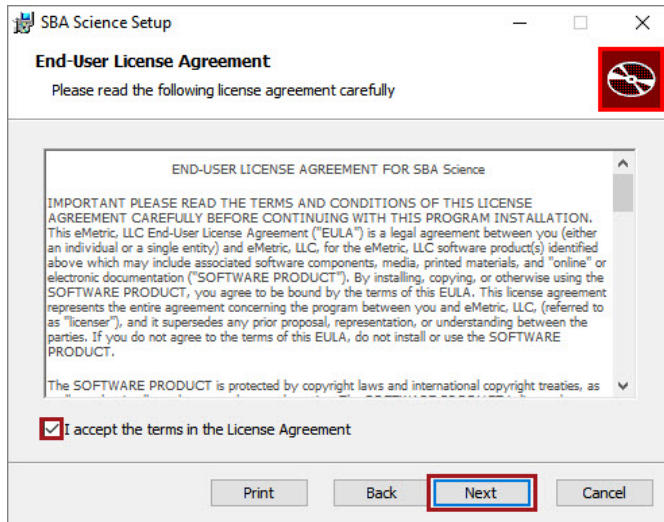 SBA Science Setup
End-User License Agreement
Please read the following license agreement carefully
END-USER LICENSE AGREEMENT FOR SBA Science
IMPORTANT PLEASE READ THE TERMS AND CONDITIONS OF THIS LICENSE
AGREEMENT CAREFULLY BEFORE CONTINUING WITH THIS PROGRAM INSTALLATION.
This eMetric, LLC End-User License Agreement ("EULA") is a legal agreement between you (either
an individual or a single entity) and eMetric, LLC, for the eMetric, LLC software product(s) identified
above which may include associated software components, media, printed materials, and "online" or
electronic documentation ("SOFTWARE PRODUCT"). By installing, copying, or otherwise using the
SOFTWARE PRODUCT, you agree to be bound by the terms of this EULA. This license agreement
represents the entire agreement concerning the program between you and eMetric, LLC, (referred to
as "licenser"), and it supersedes any prior proposal, representation, or understanding between the
parties. If you do not agree to the terms of this EULA, do not install or use the SOFTWARE
PRODUCT.
The SOFTWARE PRODUCT is protected by copyright laws and international copyright treaties, as
I accept the terms in the License Agreement
Print Back Next Cancel